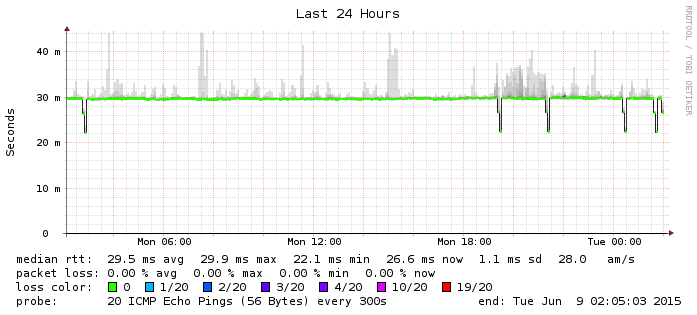 Last 24 Hours
RRDTOOL / TOBI OETIKER
Seconds
40 m
30 m
20 m
10 m
0
Mon 06:00 Mon 12:00 Mon 18:00 Tue 00:00
median rtt: 29.5 ms avg 29.9 ms max 22.1 ms min 26.6 ms now 1.1 ms sd 28.0 am/s
packet loss: 0.00 % avg 0.00 % max 0.00 % min 0.00 % now
loss color: 0 1/20 2/20 3/20 4/20 10/20 19/20
probe: 20 ICMP Echo Pings (56 Bytes) every 300s end: Tue Jun 9 02:05:03 2015